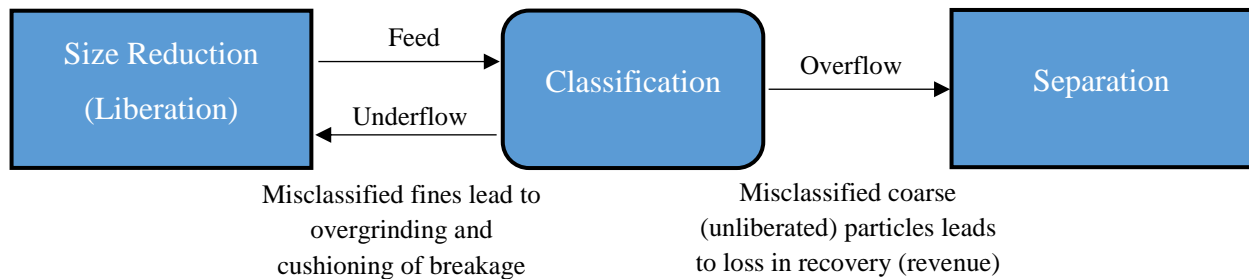 Size Reduction
(Liberation)
Feed
Underflow
Classification
Overflow
Separation
Misclassified fines lead to
overgrinding and
cushioning of breakage
Misclassified coarse
(unliberated) particles leads
to loss in recovery (revenue)